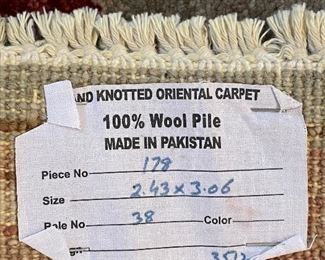 ND KNOTTED ORIENTAL CARPET
100% Wool Pile
MADE IN PAKISTAN
Piece No 178
Size 2.43 x 3.06
Bale No 38 Color